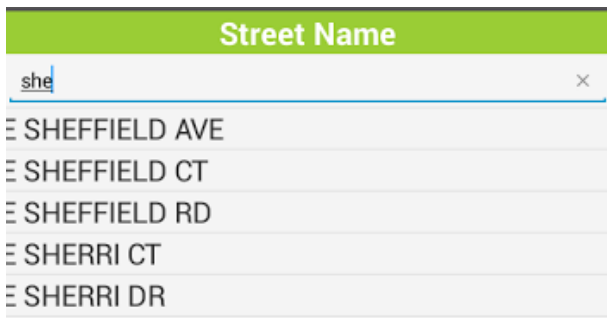 Street Name
she
E SHEFFIELD AVE
E SHEFFIELD CT
E SHEFFIELD RD
E SHERRI CT
E SHERRI DR